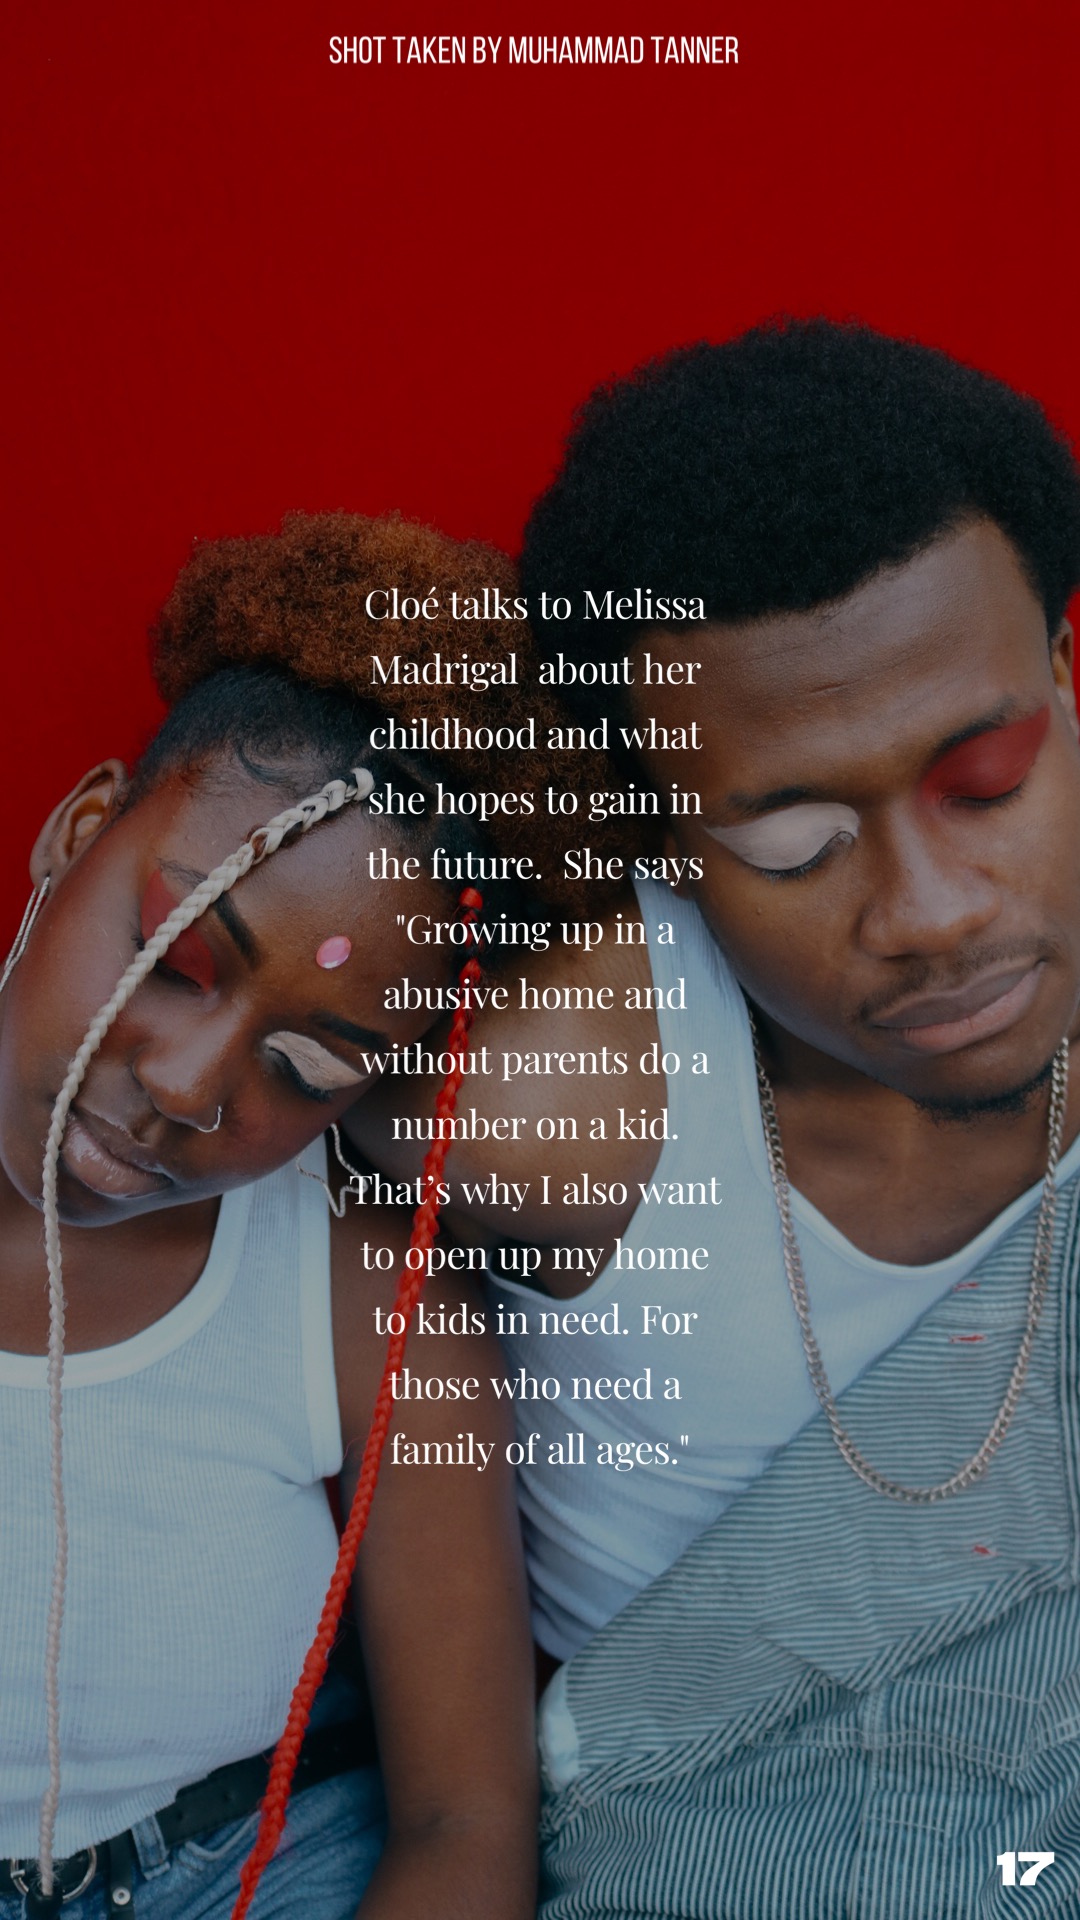 SHOT TAKEN BY MUHAMMAD TANNER
Cloé talks to Melissa
Madrigal about her
childhood and what
she hopes to gain in
the future. She says
"Growing up in a
abusive home and
without parents do a
number on a kid.
That’s why I also want
to open up my home
to kids in need. For
those who need a
family of all ages."
17